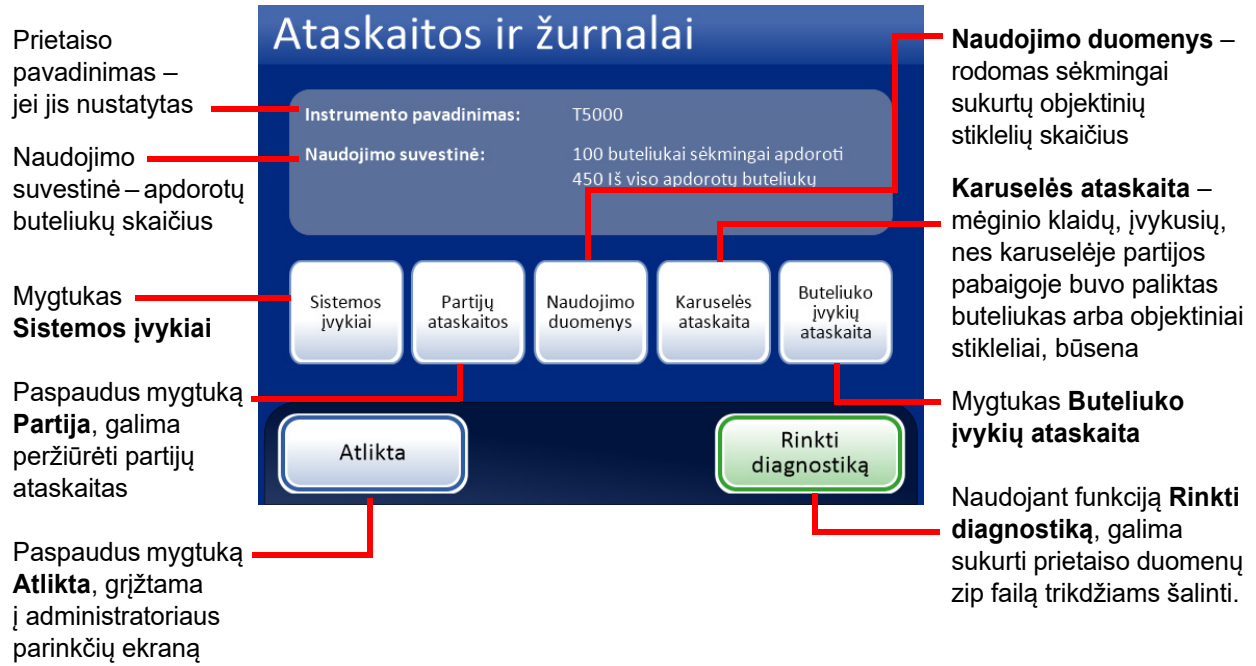 Ataskaitos ir žurnalai
Prietaiso
pavadinimas –
jei jis nustatytas
Naudojimo
suvestinė – apdorotų
buteliukų skaičius
Mygtukas
Sistemos įvykiai
Paspaudus mygtuką
Partija, galima
peržiūrėti partijų
ataskaitas
Paspaudus mygtuką
Atlikta, grįžtama
į administratoriaus
parinkčių ekraną
Instrumento pavadinimas: T5000
Naudojimo suvestinė: 100 buteliukai sėkmingai apdoroti
450 Iš viso apdorotų buteliukų
Sistemos
įvykiai
Partijų
ataskaitos
Naudojimo
duomenys
Karuselės
ataskaita
Buteliuko
įvykių
ataskaita
Atlikta
Rinkti
diagnostiką
Naudojimo duomenys –
rodomas sėkmingai
sukurtų objektinių
stiklelių skaičius
Karuselės ataskaita –
mėginio klaidų, įvykusių,
nes karuselėje partijos
pabaigoje buvo paliktas
buteliukas arba objektiniai
stikleliai, būsena
Mygtukas Buteliuko
įvykių ataskaita
Naudojant funkciją Rinkti
diagnostiką, galima
sukurti prietaiso duomenų
zip failą trikdžiams šalinti.